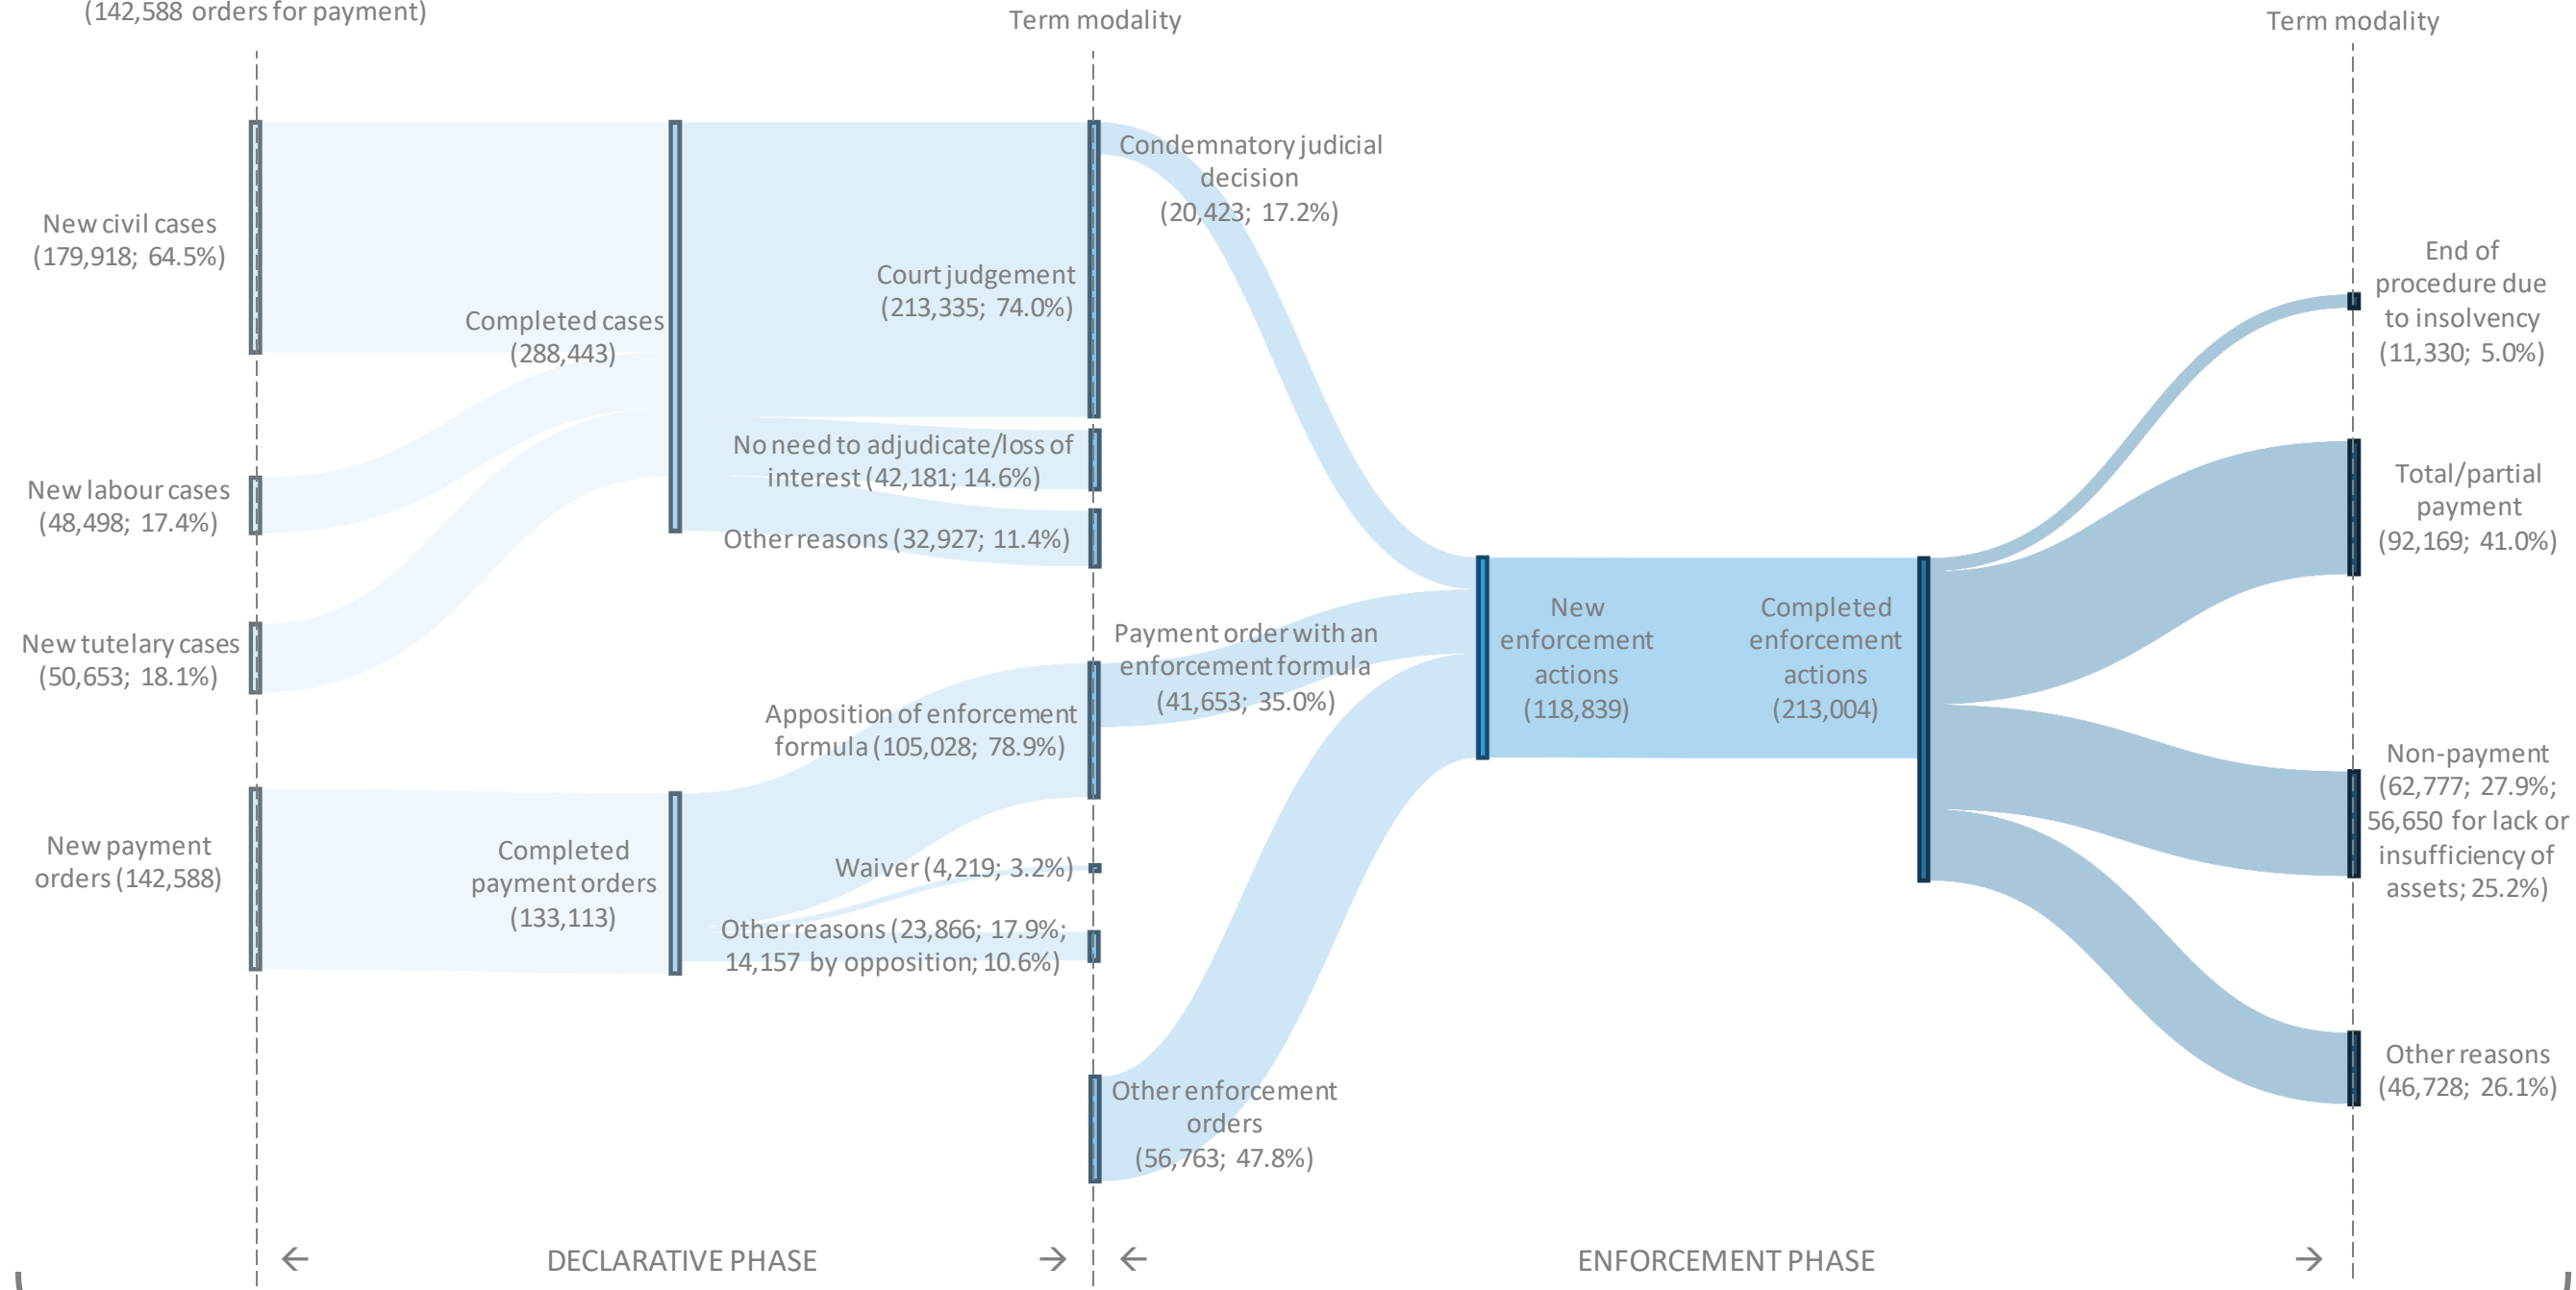 (142,588 orders for payment)
Term modality
Term modality
New civil cases
(179,918; 64.5%)
New labour cases
(48,498; 17.4%)
New tutelary cases
(50,653; 18.1%)
New payment
orders (142,588)
Completed cases
(288,443)
Completed
payment orders
(133,113)
Court judgement
(213,335; 74.0%)
No need to adjudicate/loss of
interest (42,181; 14.6%)
Other reasons (32,927; 11.4%)
Apposition of enforcement
formula (105,028; 78.9%)
Waiver (4,219; 3.2%)
Other reasons (23,866; 17.9%;
14,157 by opposition; 10.6%)
Condemnatory judicial
decision
(20,423; 17.2%)
Payment order with an
enforcement formula
(41,653; 35.0%)
Other enforcement
orders
(56,763; 47.8%)
New
enforcement
actions
(118,839)
Completed
enforcement
actions
(213,004)
End of
procedure due
to insolvency
(11,330; 5.0%)
Total/partial
payment
(92,169; 41.0%)
Non-payment
(62,777; 27.9%;
56,650 for lack or
insufficiency of
assets; 25.2%)
Other reasons
(46,728; 26.1%)
← DECLARATIVE PHASE →
← ENFORCEMENT PHASE →